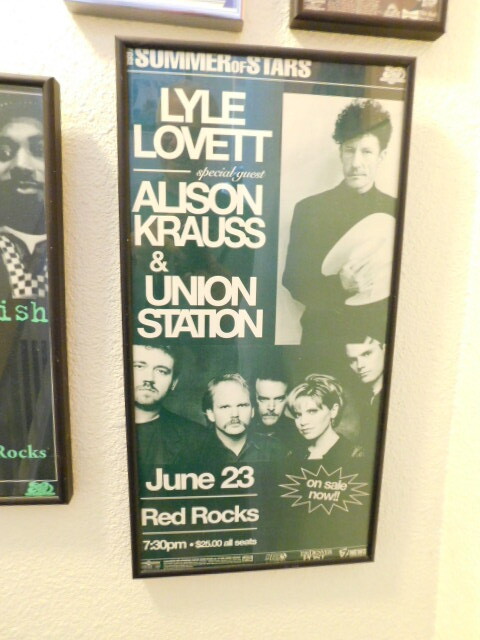 SUMMER OF STARS
LYLE
LOVETT
special guest
ALISON
KRAUSS
&
UNION
STATION
June 23
on sale
now!!
Red Rocks
7:30pm • $25.00 all seats
ish
Rocks